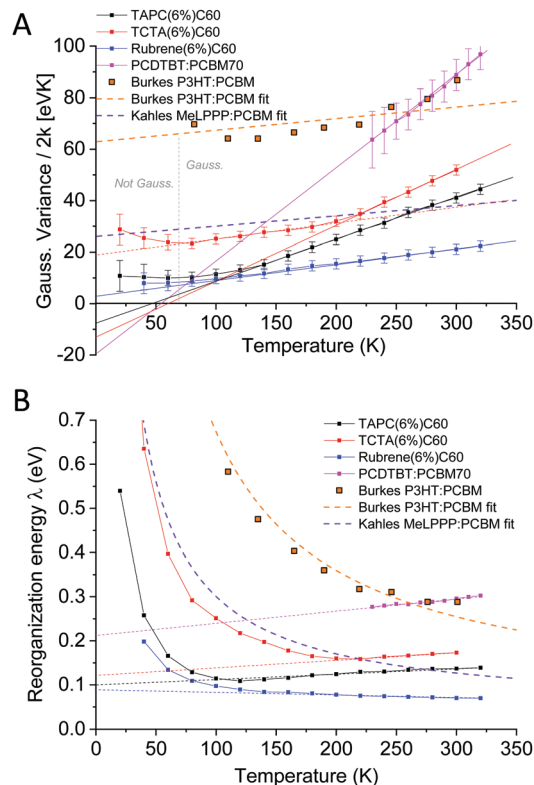 A
TAPC(6%)C60
TCTA(6%)C60
Rubrene(6%)C60
PCDTBT:PCBM70
Burkes P3HT:PCBM
Burkes P3HT:PCBM fit
Kahles MeLPPP:PCBM fit
Gauss.
Not Gauss.
Gauss. Variance / 2k [eVK]
100
80
60
40
20
0
-20
50 100 150 200 250 300 350
Temperature (K)
B
TAPC(6%)C60
TCTA(6%)C60
Rubrene(6%)C60
PCDTBT:PCBM70
Burkes P3HT:PCBM
Burkes P3HT:PCBM fit
Kahles MeLPPP:PCBM fit
Reorganization energy λ (eV)
0.7
0.6
0.5
0.4
0.3
0.2
0.1
0.0
0 50 100 150 200 250 300 350
Temperature (K)